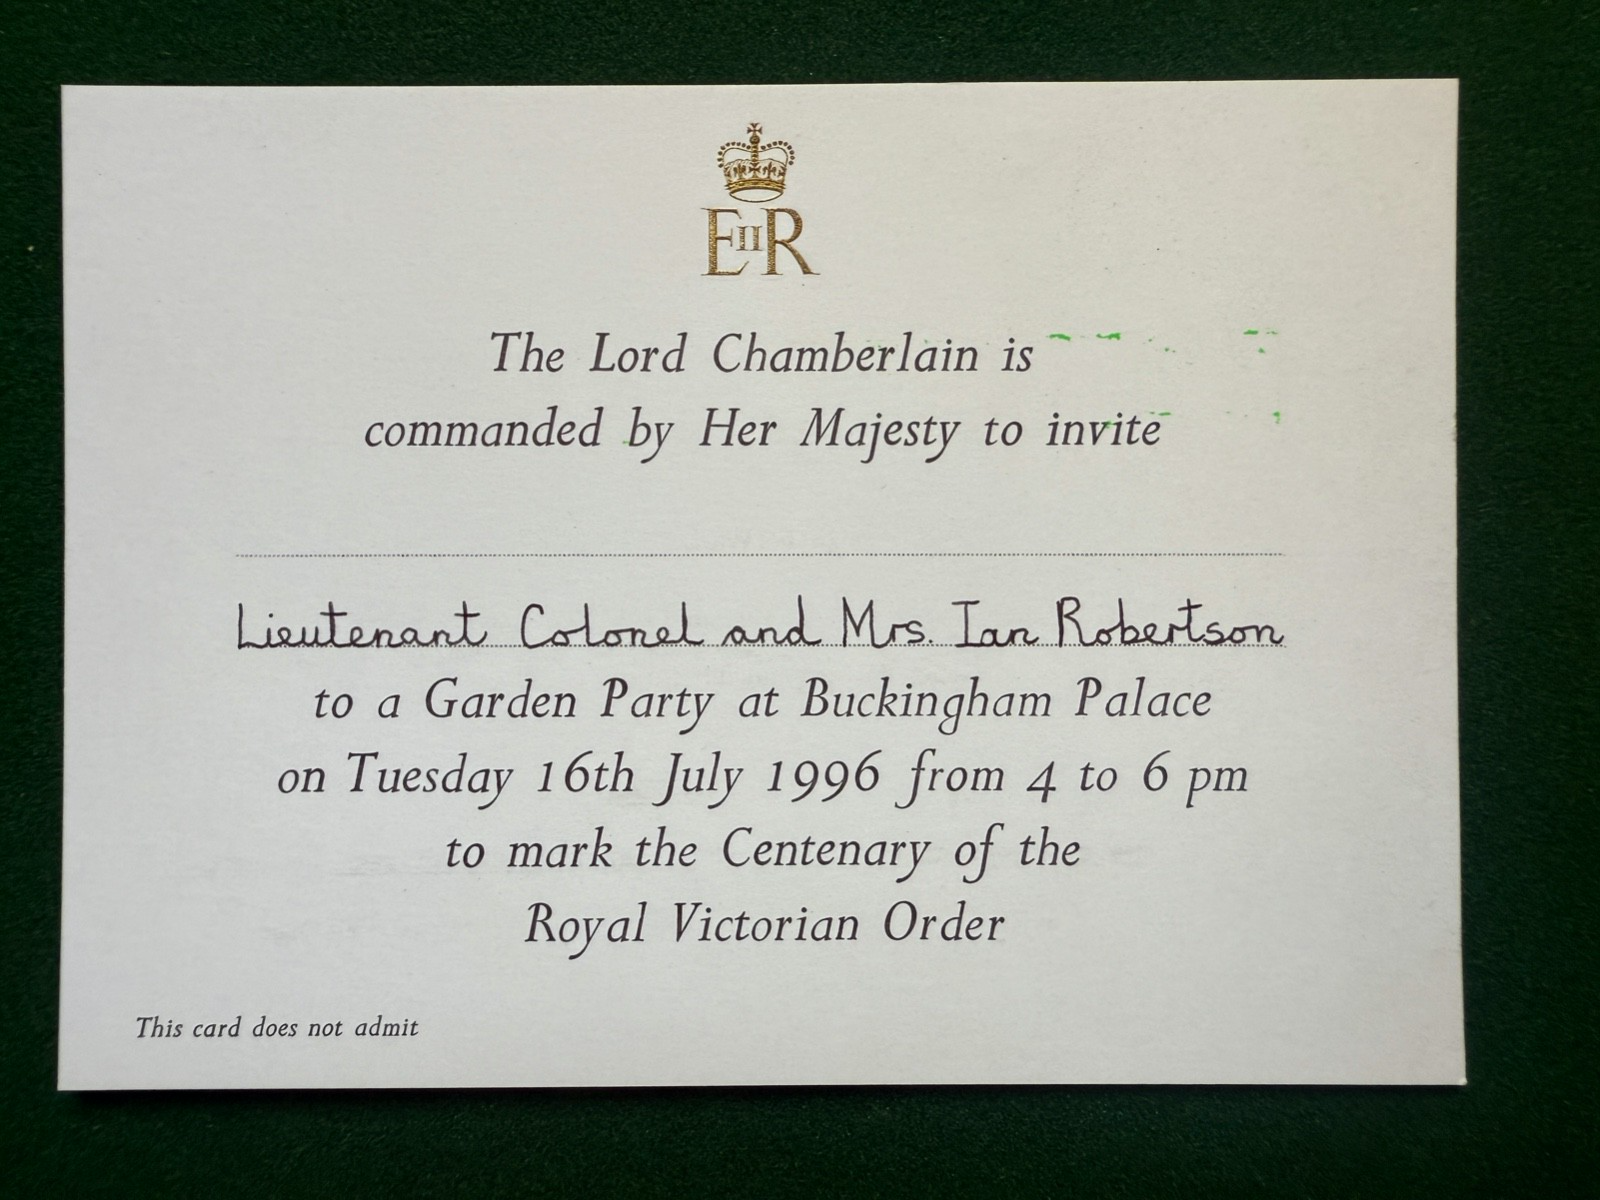 EIIR
The Lord Chamberlain is
commanded by Her Majesty to invite
Lieutenant Colonel and Mrs. Ian Robertson
to a Garden Party at Buckingham Palace
on Tuesday 16th July 1996 from 4 to 6 pm
to mark the Centenary of the
Royal Victorian Order
This card does not admit